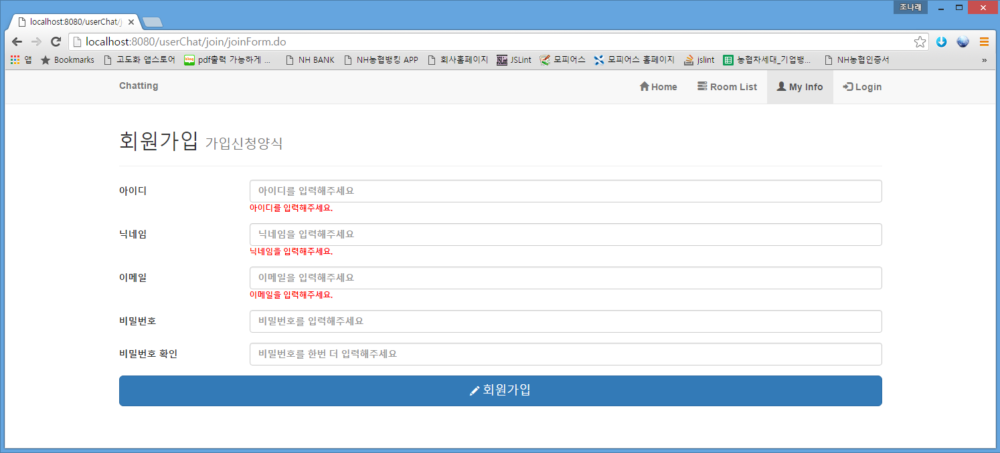 조나래
localhost:8080/userChat/j
localhost:8080/userChat/join/joinForm.do
앱 Bookmarks 고도화 앱스토어 pdf출력 가능하게 ... NH BANK NH농협뱅킹 APP 회사홈페이지 JSLint 모피어스 모피어스 홈페이지 jslint 농협차세대_기업뱅... NH농협인증서 »
Chatting Home Room List My Info Login
회원가입 가입신청양식
아이디 아이디를 입력해주세요
아이디를 입력해주세요.
닉네임 닉네임을 입력해주세요
닉네임을 입력해주세요.
이메일 이메일을 입력해주세요
이메일을 입력해주세요.
비밀번호 비밀번호를 입력해주세요
비밀번호 확인 비밀번호를 한번 더 입력해주세요
회원가입